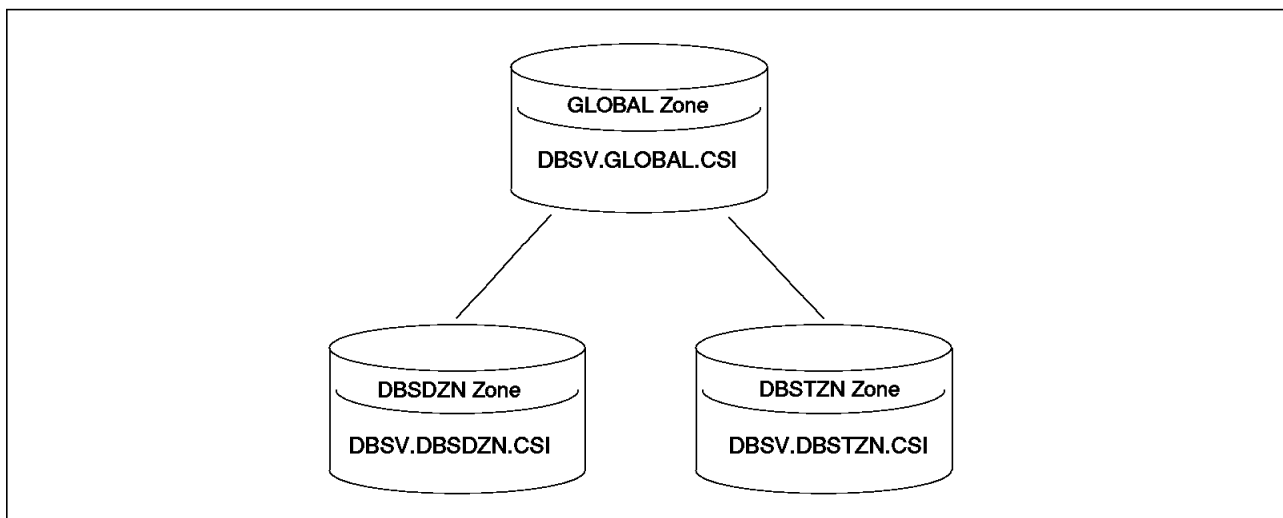 GLOBAL Zone
DBSV.GLOBAL.CSI
DBSDZN Zone
DBSV.DBSDZN.CSI
DBSTZN Zone
DBSV.DBSTZN.CSI